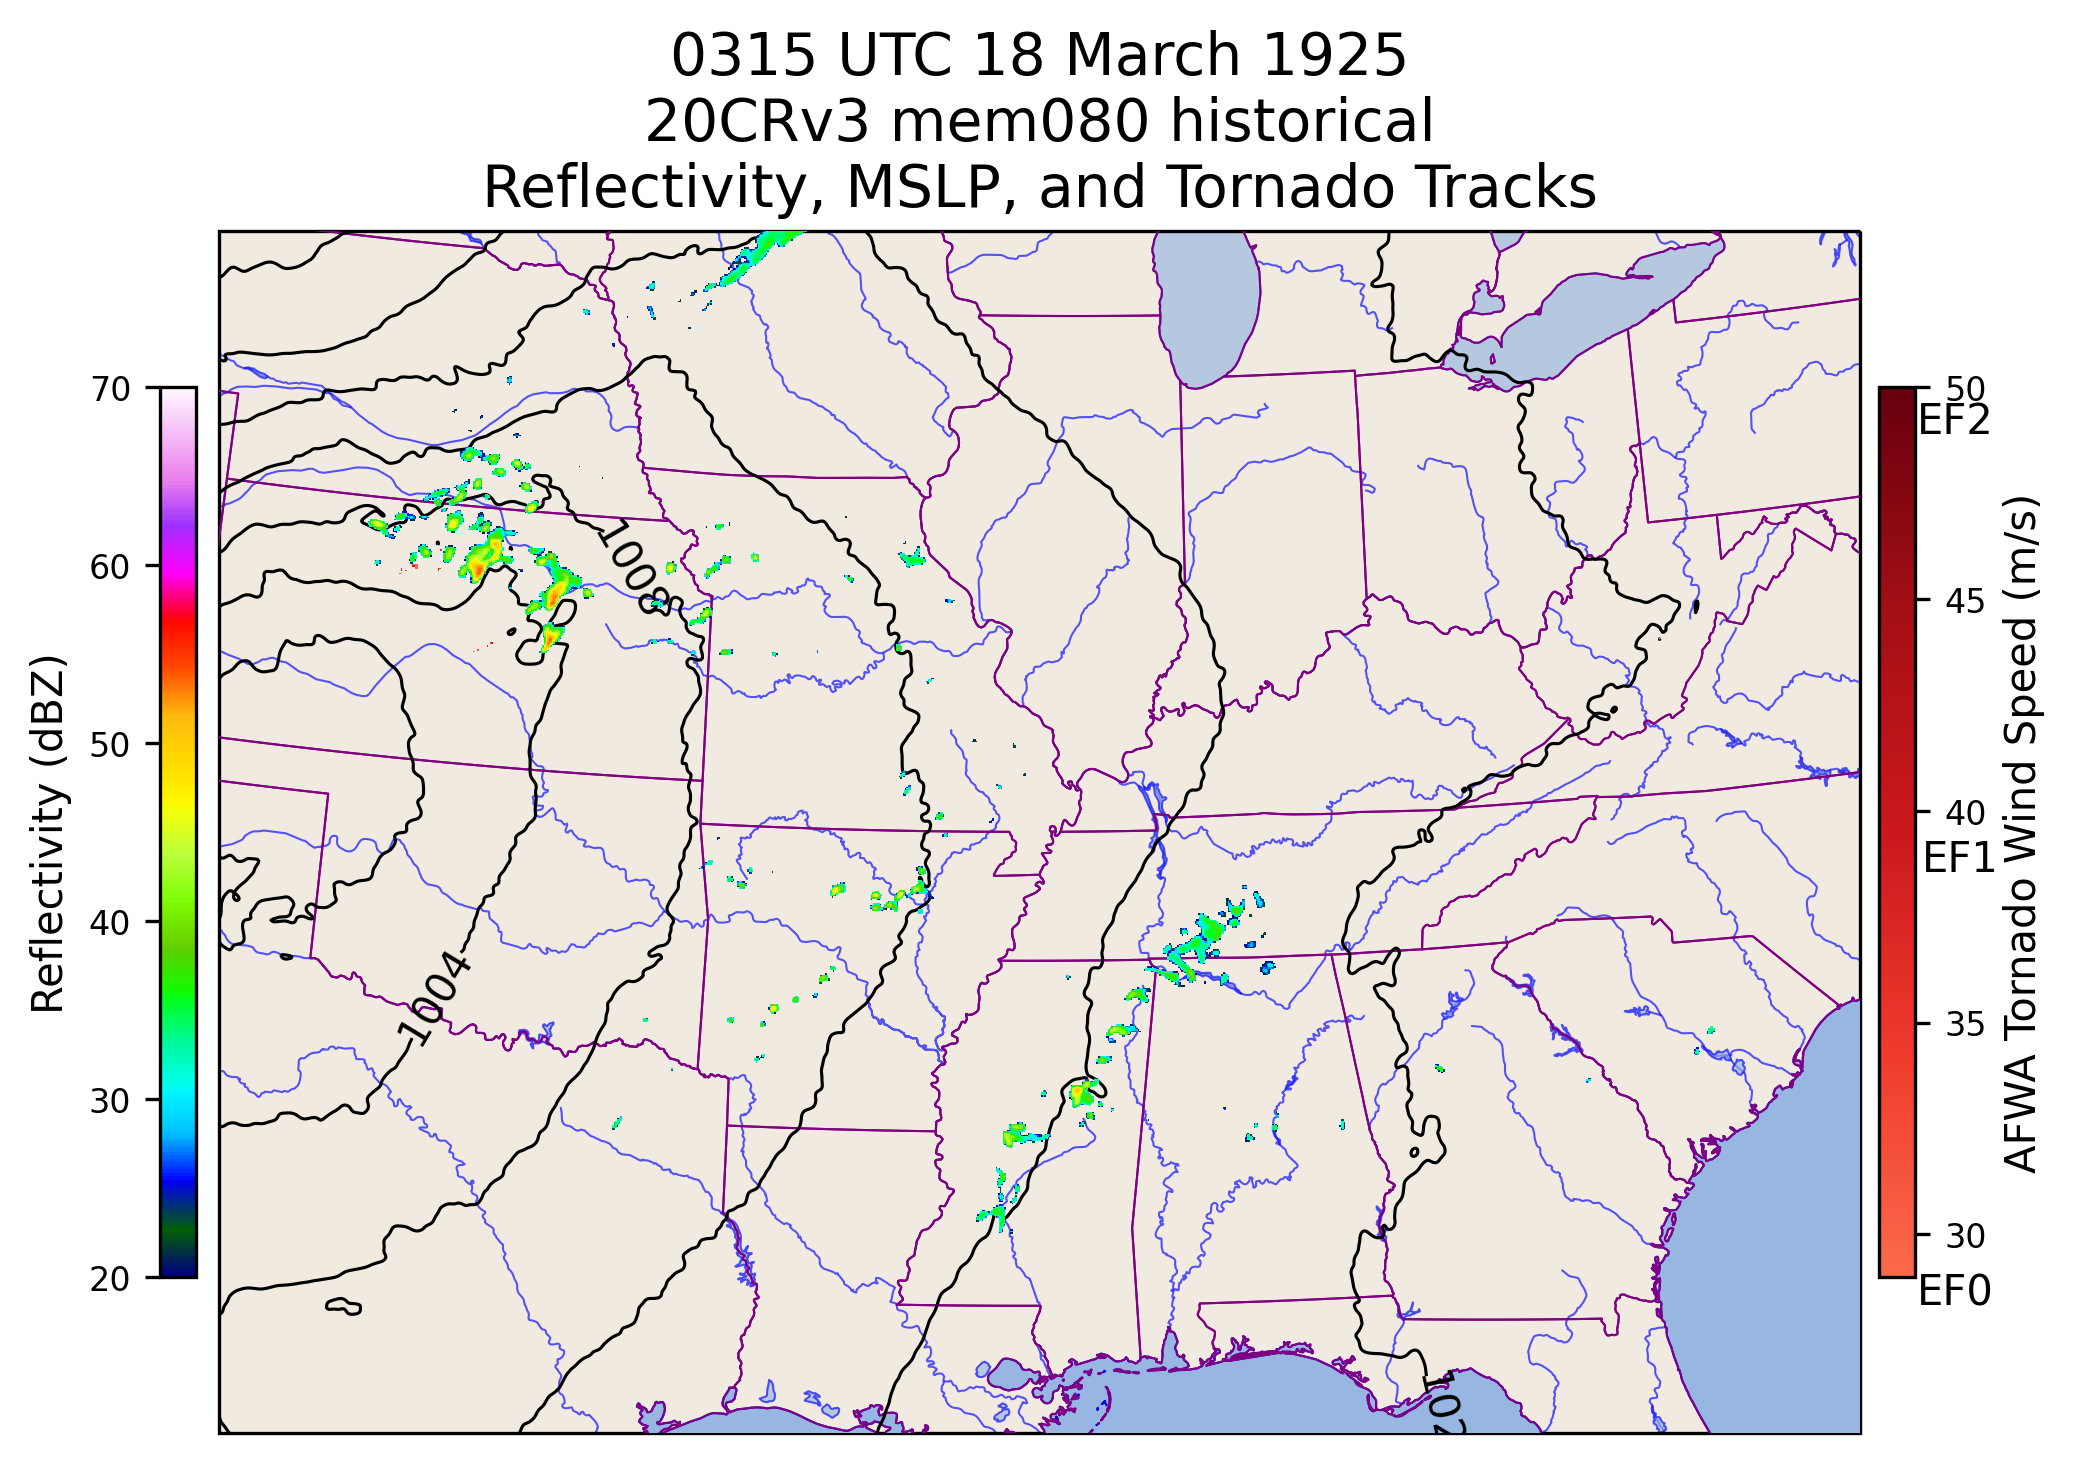 0315 UTC 18 March 1925
20CRv3 mem080 historical
Reflectivity, MSLP, and Tornado Tracks
Reflectivity (dBZ)
70
60
50
40
30
20
1008
1004
50
EF2
45
40
EF1
35
30
EF0
AFWA Tornado Wind Speed (m/s)